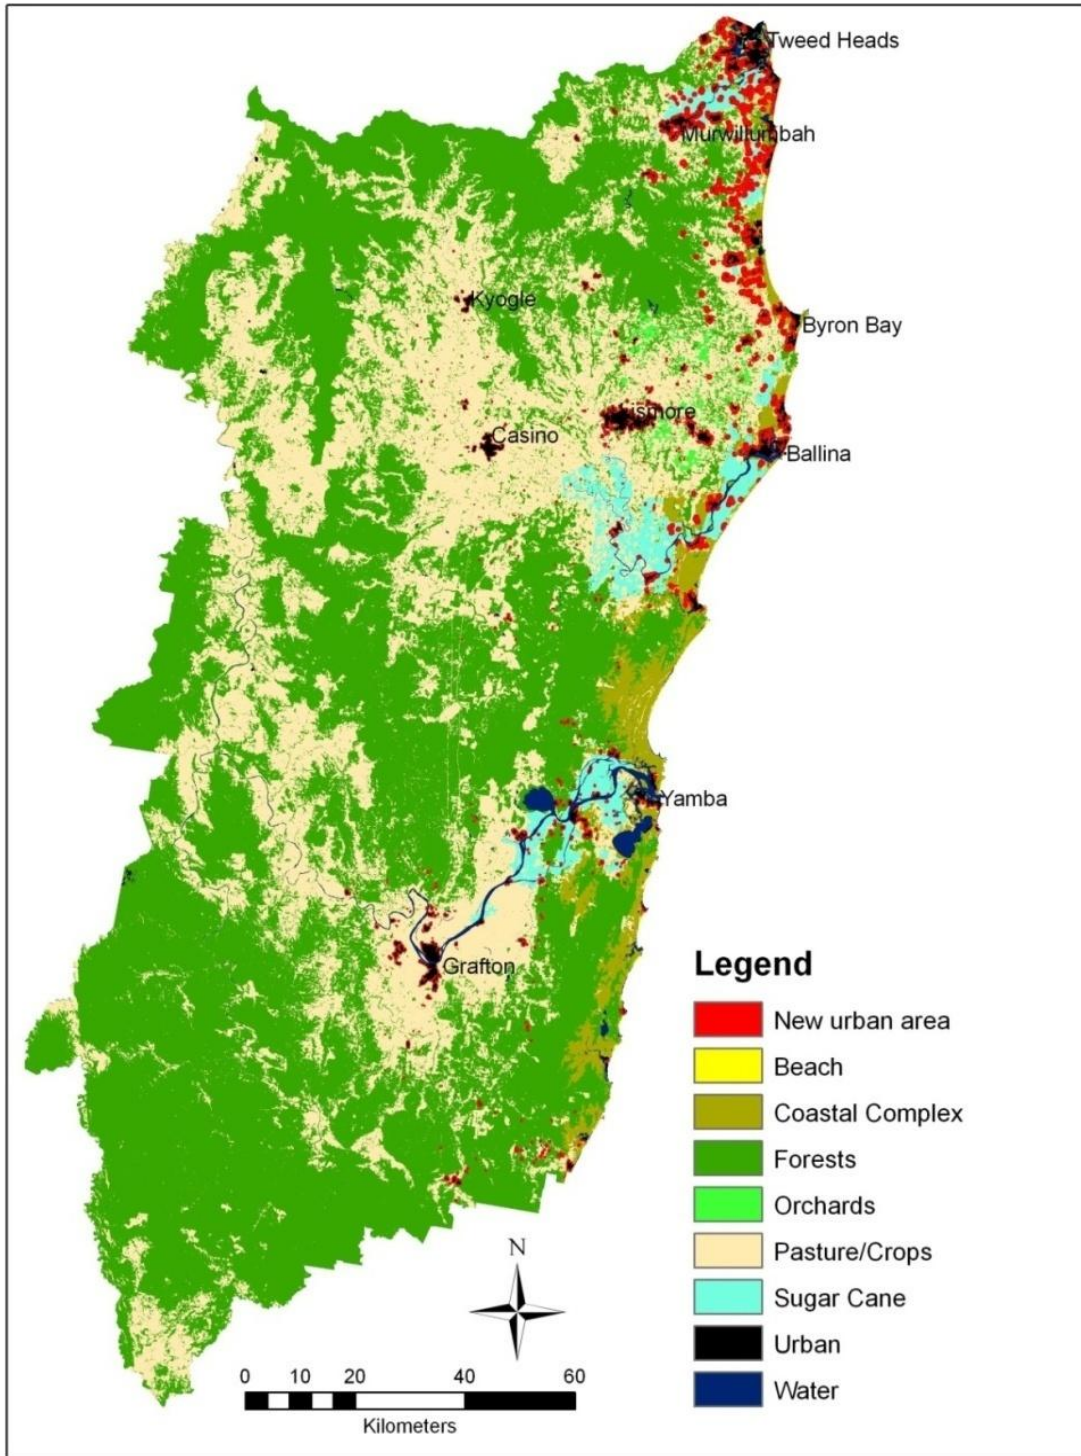 Tweed Heads
Murwillumbah
Kyogle
Byron Bay
Lismore
Casino
Ballina
Yamba
Grafton
Legend
New urban area
Beach
Coastal Complex
Forests
Orchards
Pasture/Crops
Sugar Cane
Urban
Water
N
0 10 20 40 60
Kilometers